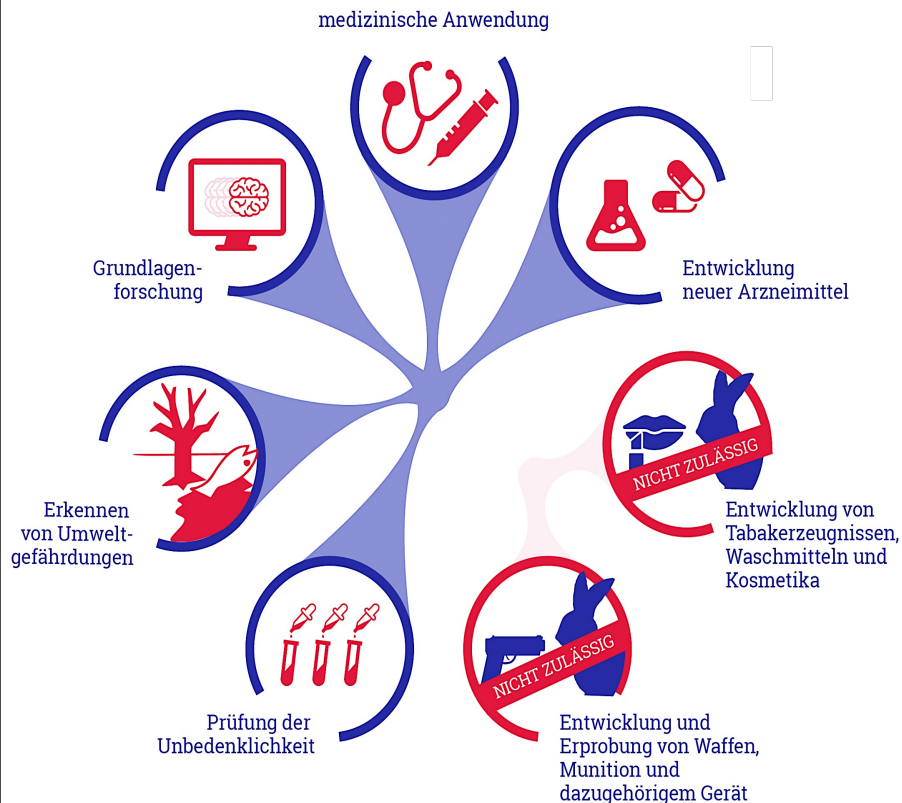 medizinische Anwendung
Grundlagen-
forschung
Entwicklung
neuer Arzneimittel
Erkennen
von Umwelt-
gefährdungen
NICHT ZULÄSSIG
Entwicklung von
Tabakerzeugnissen,
Waschmitteln und
Kosmetika
Prüfung der
Unbedenklichkeit
NICHT ZULÄSSIG
Entwicklung und
Erprobung von Waffen,
Munition und
dazugehörigem Gerät